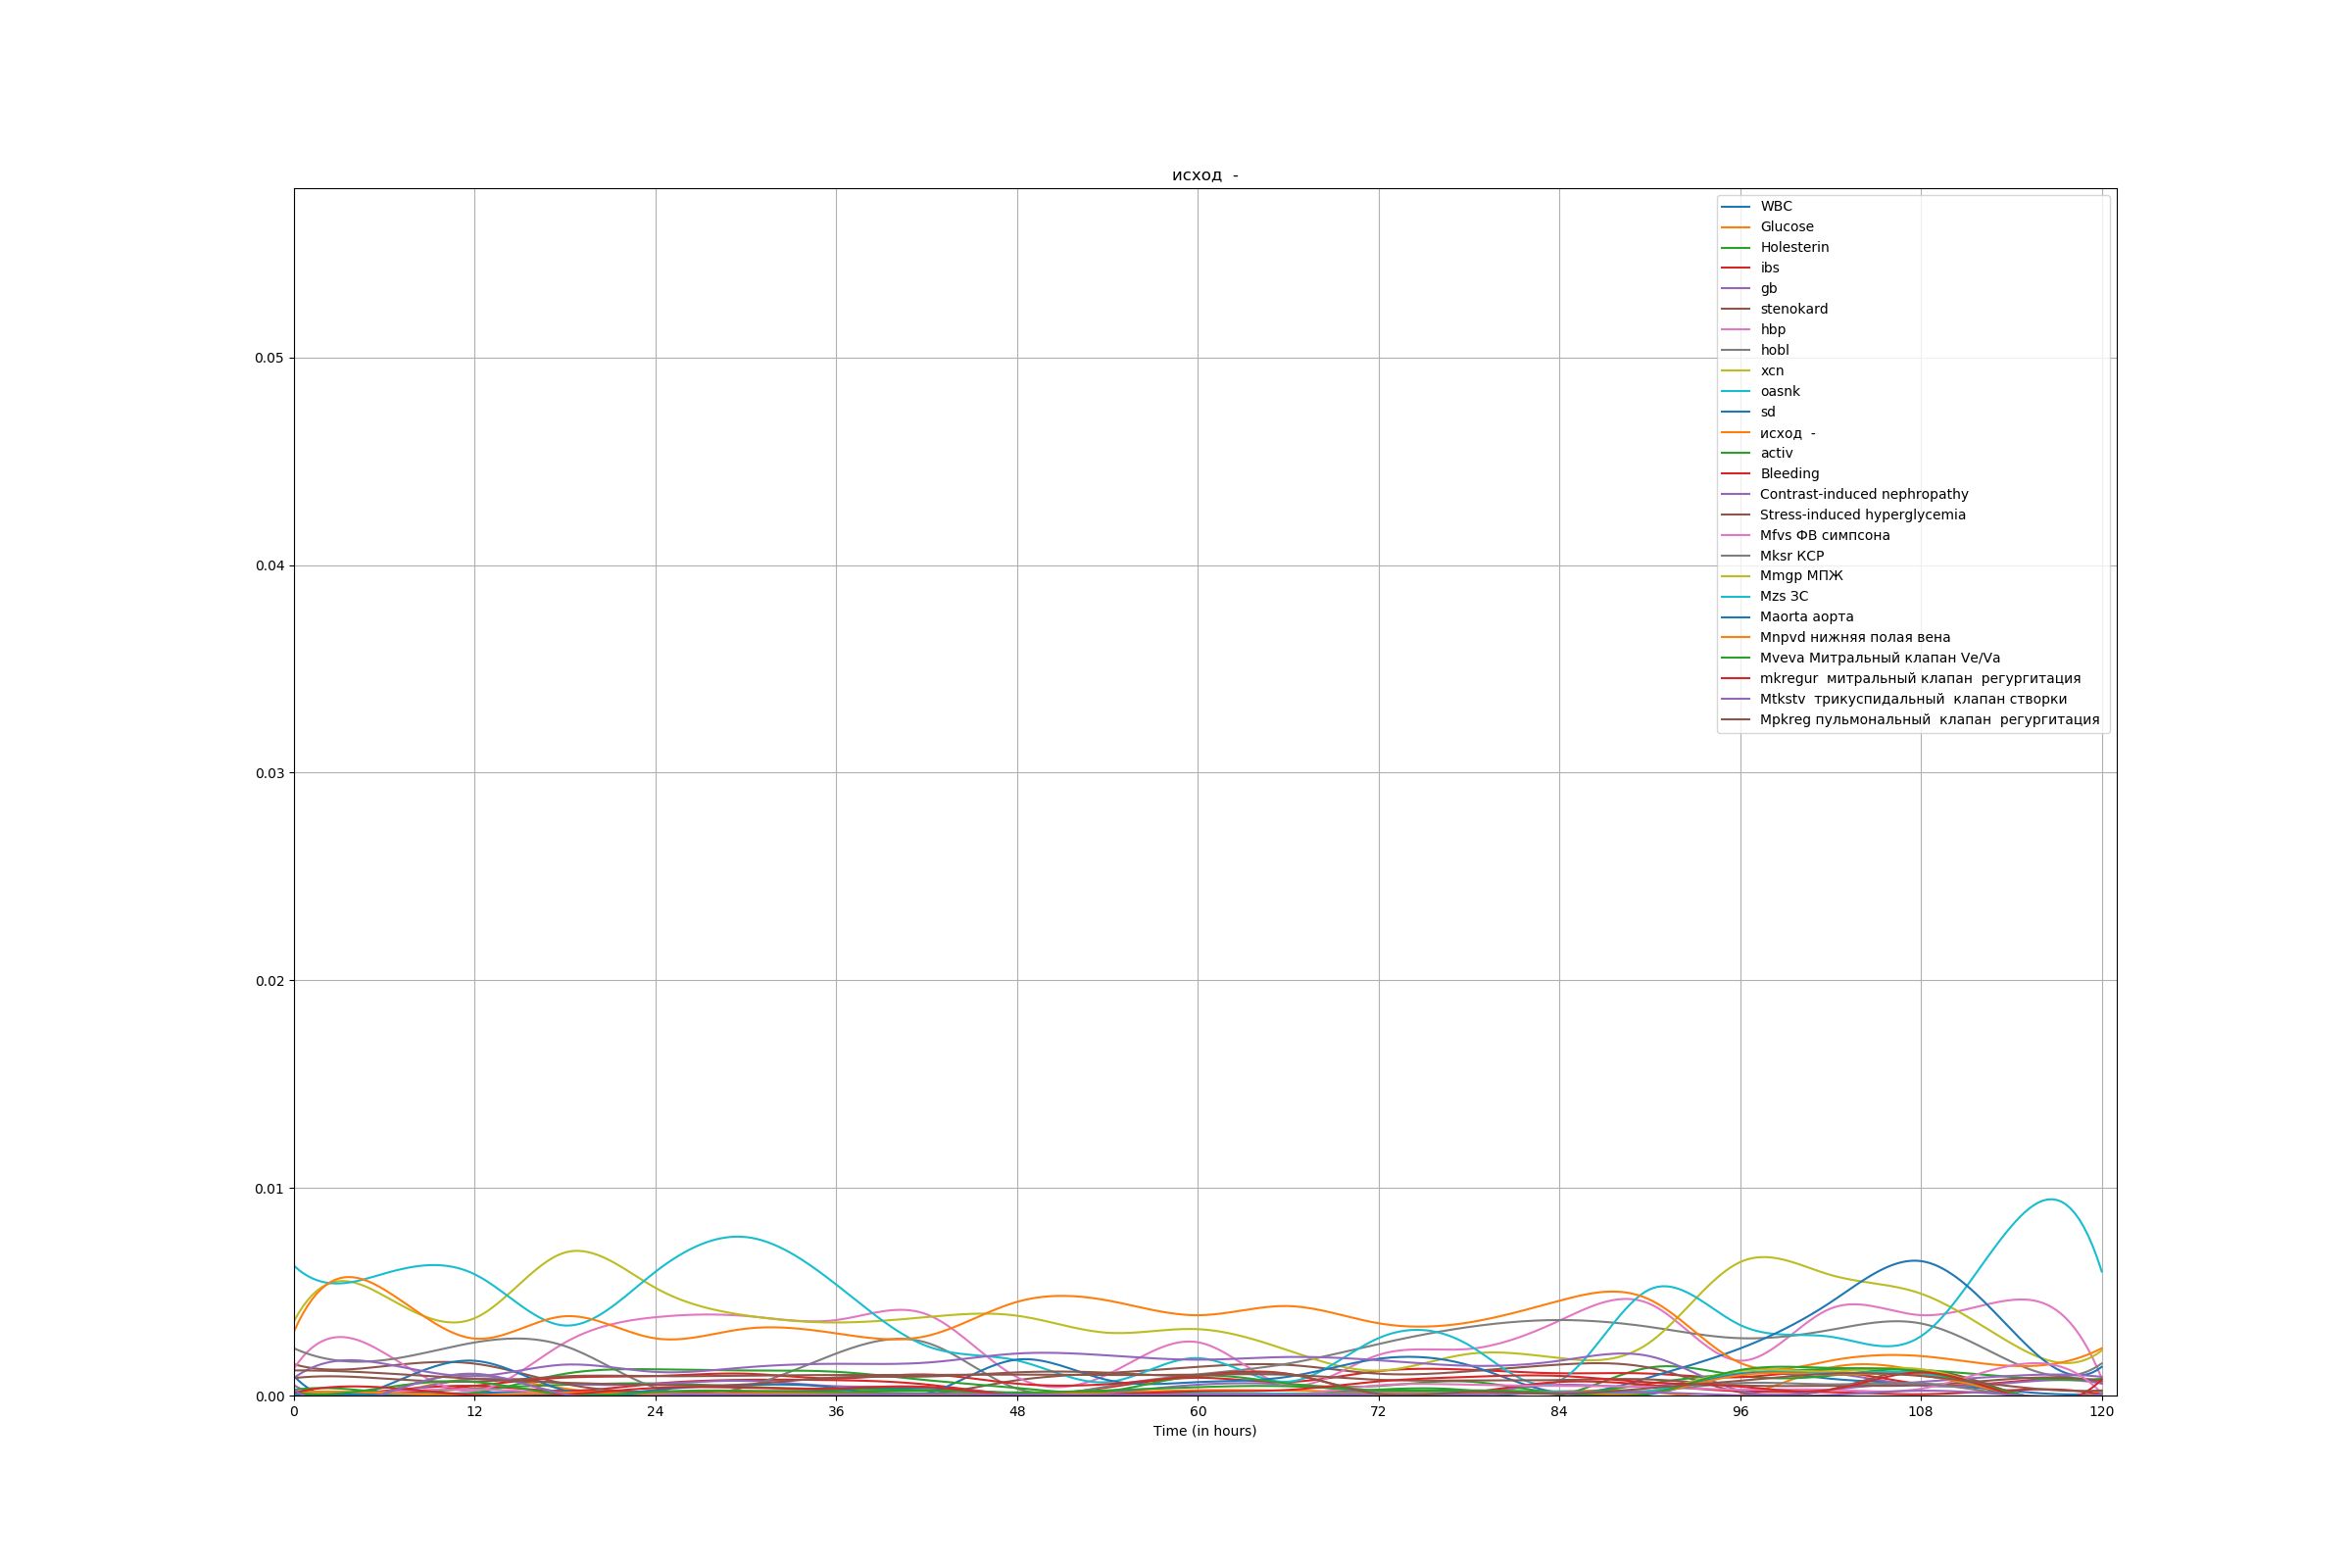 исход  -
0.05
0.04
0.03
0.02
0.01
0.00
0 12 24 36 48 60 72 84 96 108 120
Time (in hours)
WBC
Glucose
Holesterin
ibs
gb
stenokard
hbp
hobl
xcn
oasnk
sd
исход  -
activ
Bleeding
Contrast-induced nephropathy
Stress-induced hyperglycemia
Mfvs ФВ симпсона
Mksr КСР
Mmgp МПЖ
Mzs ЗС
Maorta аорта
Mnpvd нижняя полая вена
Mveva Митральный клапан Ve/Va
mkregur  митральный клапан  регургитация
Mtkstv  трикуспидальный  клапан створки
Mpkreg пульмональный  клапан  регургитация